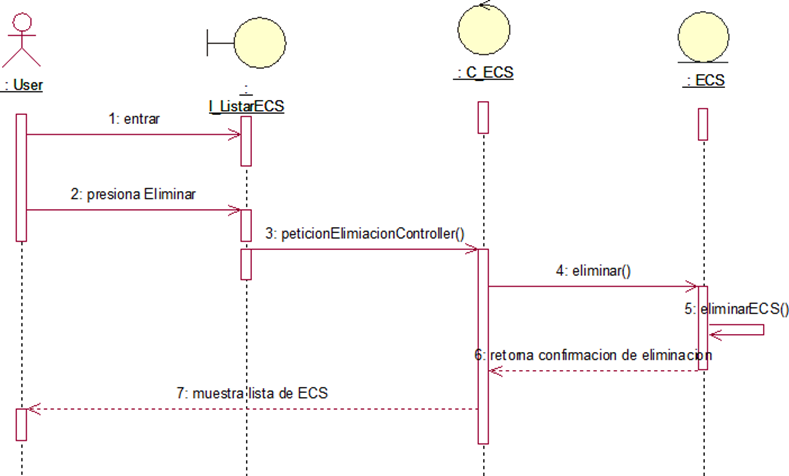 : User
:
I_ListarECS
: C_ECS
: ECS
1: entrar
2: presiona Eliminar
3: peticionElimiacionController()
4: eliminar()
5: eliminarECS()
6: retorna confirmacion de eliminacion
7: muestra lista de ECS